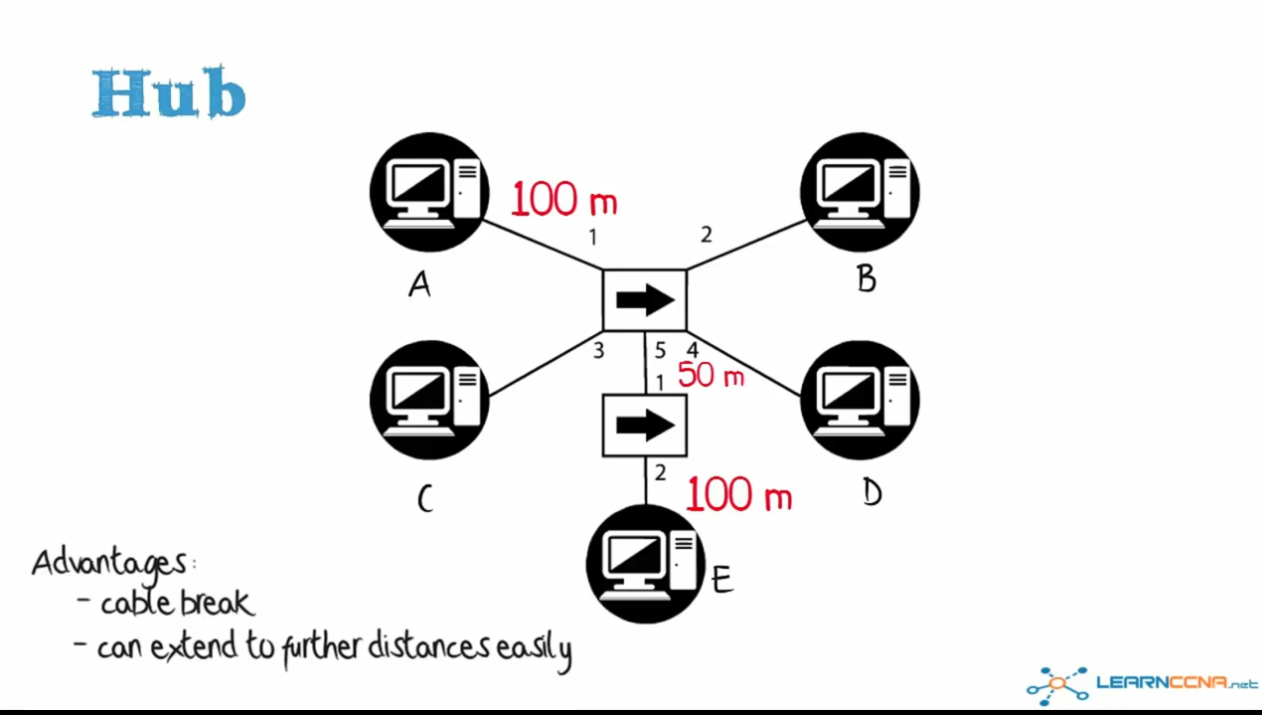 Hub
100 m
1
2
A
B
3
5
4
1
50 m
2
100 m
C
D
E
Advantages:
- cable break
- can extend to further distances easily
LEARNCCNA.net